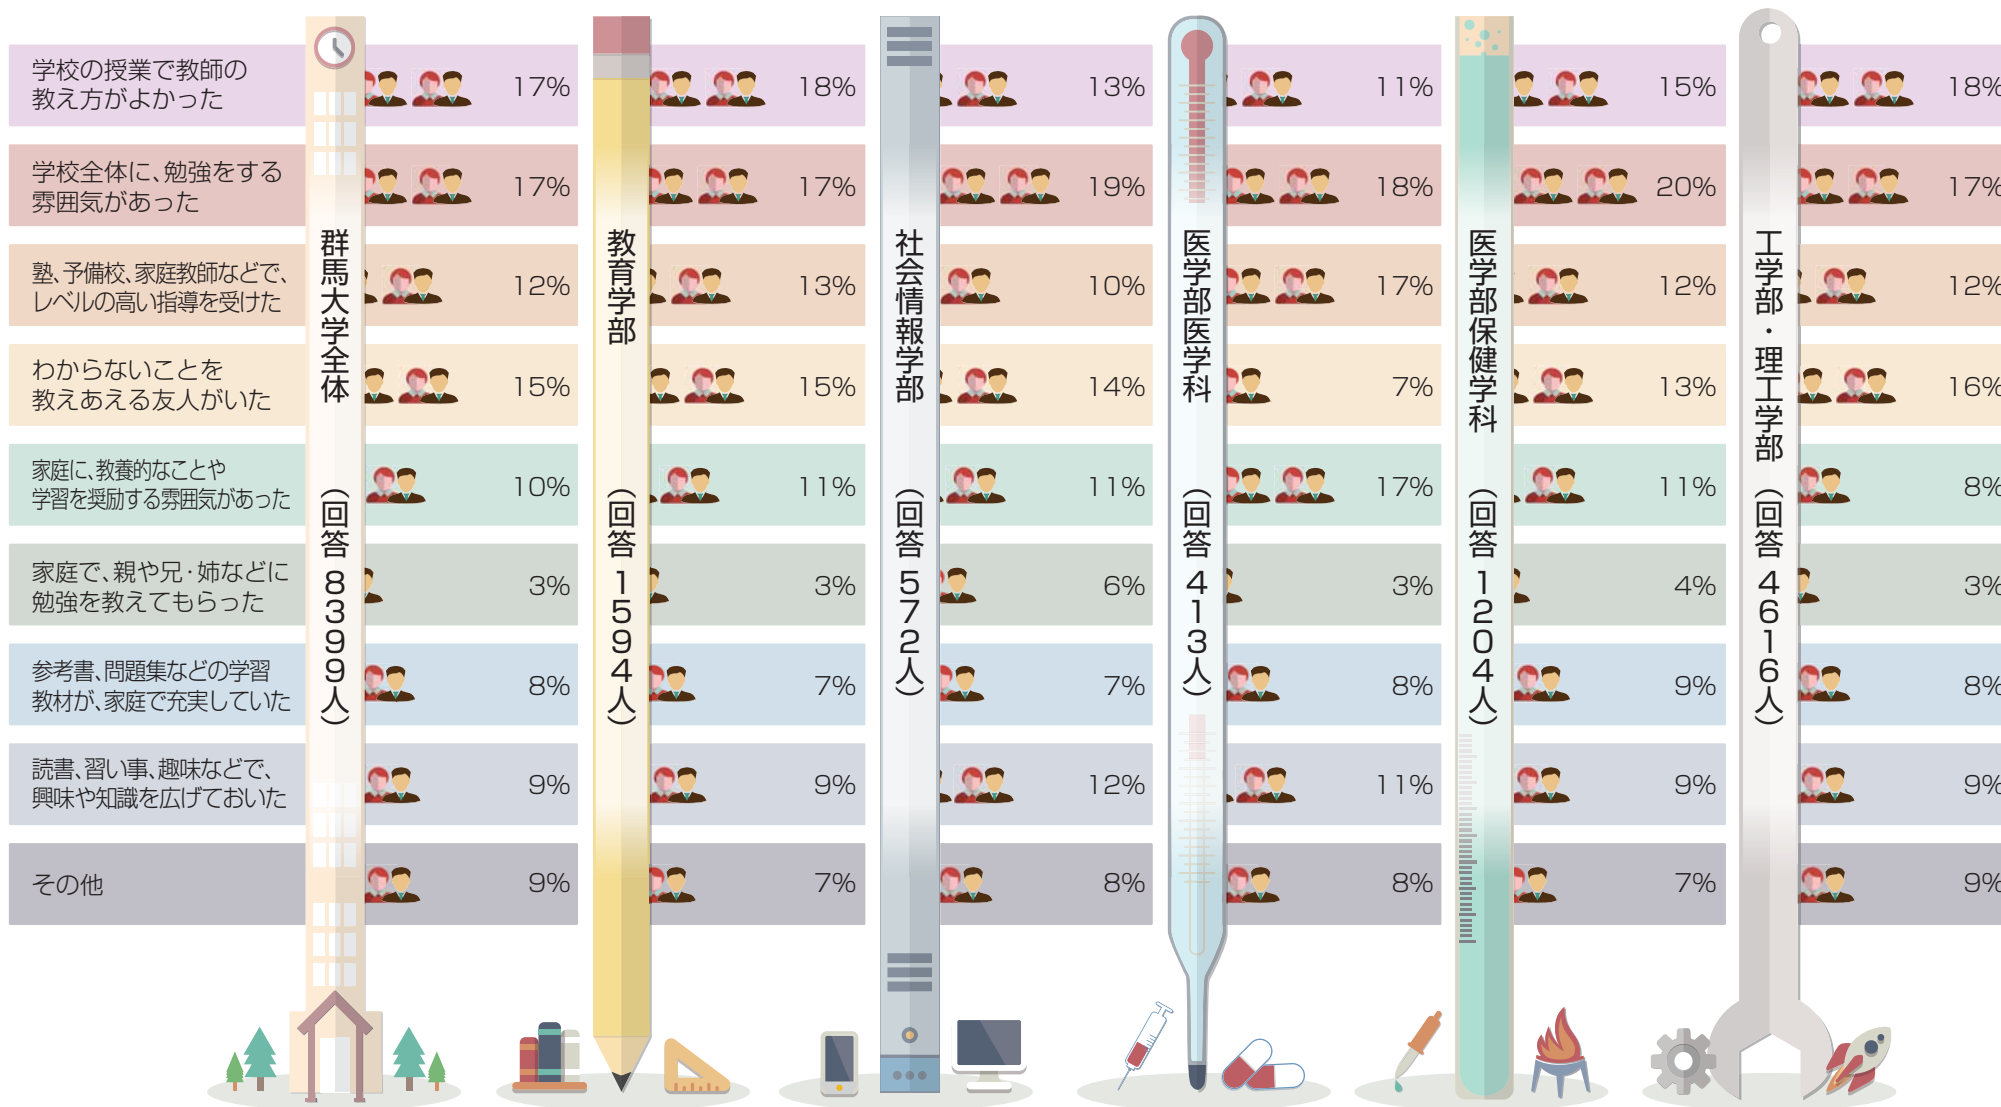 学校の授業で教師の
教え方がよかった
17%
18%
13%
11%
15%
18%
学校全体に、勉強をする
雰囲気があった
17%
17%
19%
18%
20%
17%
塾、予備校、家庭教師などで、
レベルの高い指導を受けた
12%
13%
10%
17%
12%
12%
わからないことを
教えあえる友人がいた
15%
15%
14%
7%
13%
16%
家庭に、教養的なことや
学習を奨励する雰囲気があった
10%
11%
11%
17%
11%
8%
家庭で、親や兄・姉などに
勉強を教えてもらった
3%
3%
6%
3%
4%
3%
参考書、問題集などの学習
教材が、家庭で充実していた
8%
7%
7%
8%
9%
8%
読書、習い事、趣味などで、
興味や知識を広げておいた
9%
9%
12%
11%
9%
9%
その他
9%
7%
8%
8%
7%
9%
群馬大学全体（回答8399人）
教育学部（回答1594人）
社会情報学部（回答572人）
医学部医学科（回答413人）
医学部保健学科（回答1204人）
工学部・理工学部（回答4616人）